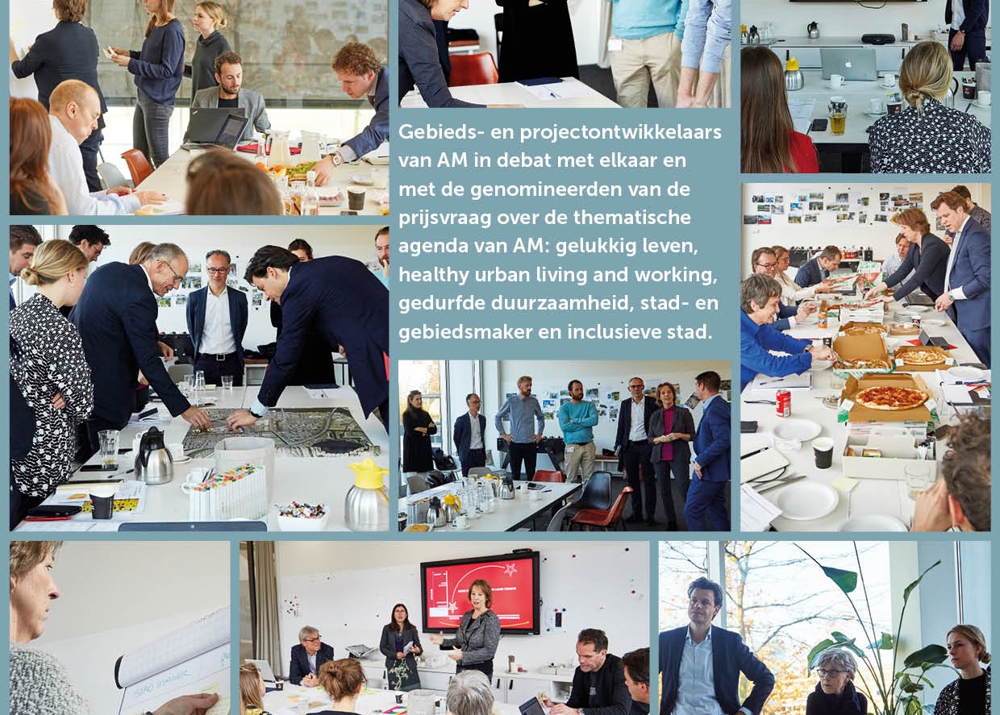 Gebieds- en projectontwikkelaars
van AM in debat met elkaar en
met de genomineerden van de
prijsvraag over de thematische
agenda van AM: gelukkig leven,
healthy urban living and working,
gedurfde duurzaamheid, stad- en
gebiedsmaker en inclusieve stad.